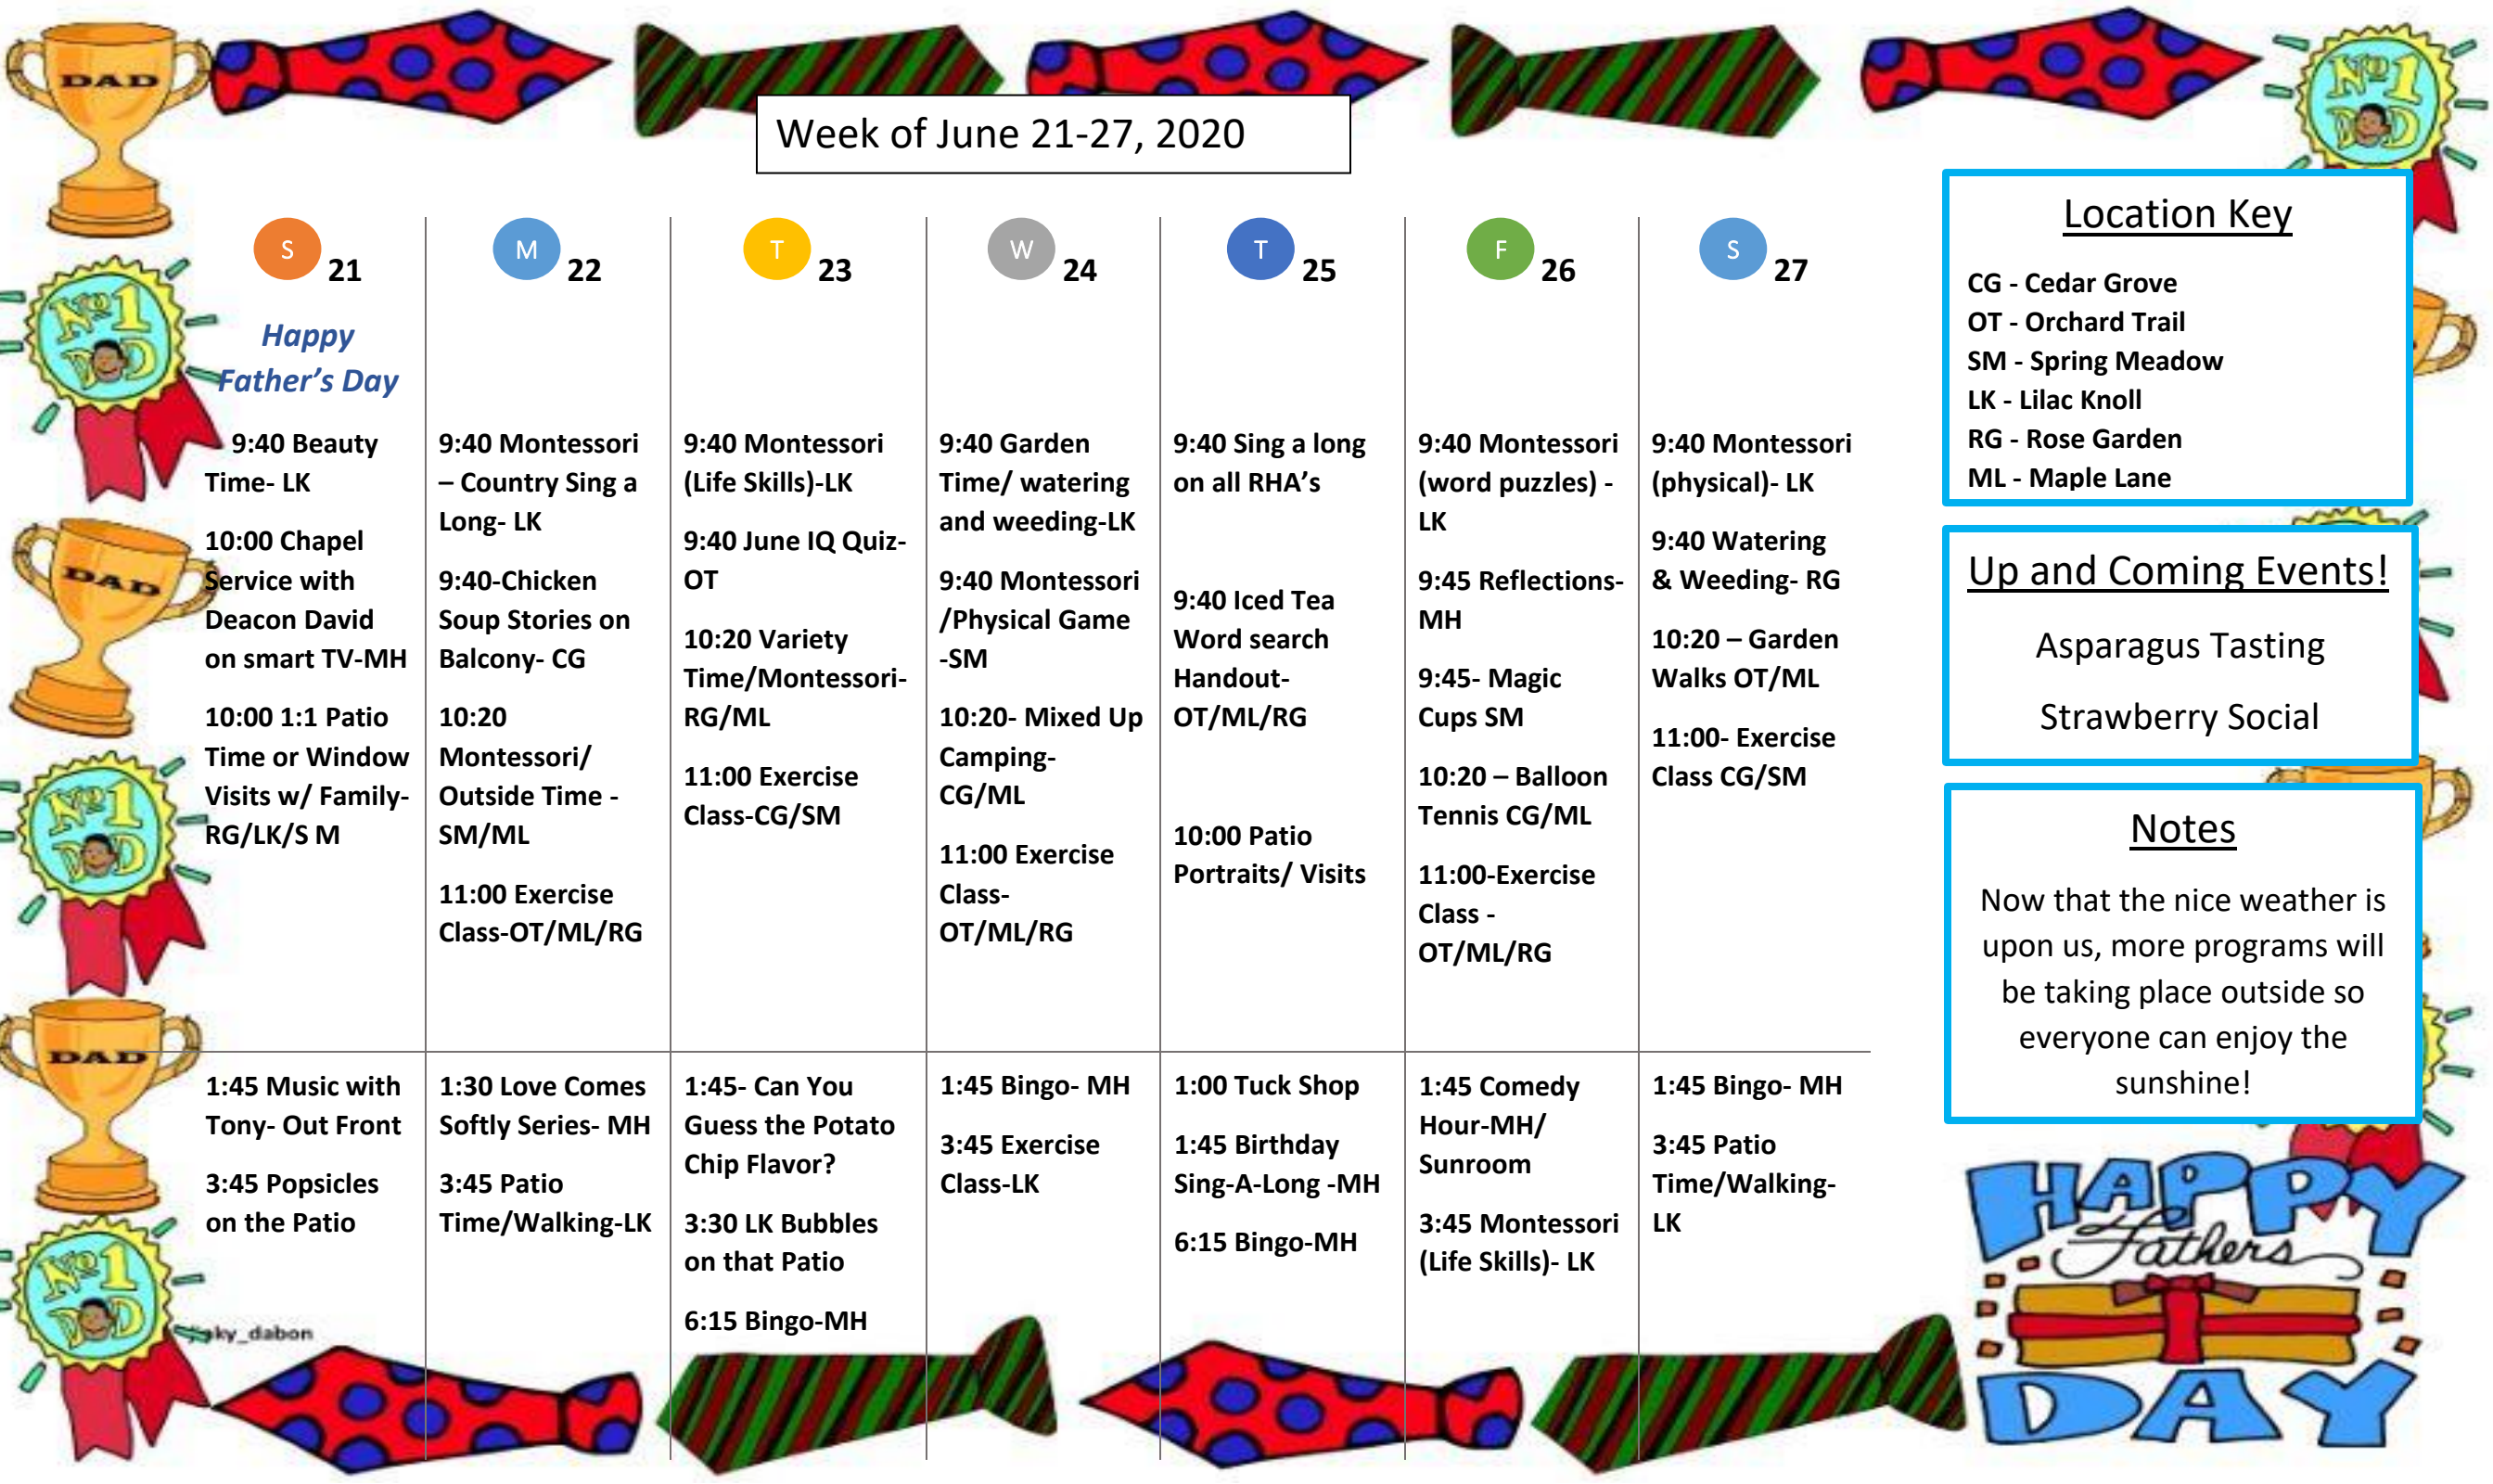 DAD
Nº1
DAD
Week of June 21-27, 2020
S 21
Happy
Father’s Day
9:40 Beauty
Time- LK
10:00 Chapel
Service with
Deacon David
on smart TV-MH
10:00 1:1 Patio
Time or Window
Visits w/ Family-
RG/LK/S M
1:45 Music with
Tony- Out Front
3:45 Popsicles
on the Patio
M 22
9:40 Montessori
– Country Sing a
Long- LK
9:40-Chicken
Soup Stories on
Balcony- CG
10:20
Montessori/
Outside Time -
SM/ML
11:00 Exercise
Class-OT/ML/RG
1:30 Love Comes
Softly Series- MH
3:45 Patio
Time/Walking-LK
T 23
9:40 Montessori
(Life Skills)-LK
9:40 June IQ Quiz-
OT
10:20 Variety
Time/Montessori-
RG/ML
11:00 Exercise
Class-CG/SM
1:45- Can You
Guess the Potato
Chip Flavor?
3:30 LK Bubbles
on that Patio
6:15 Bingo-MH
W 24
9:40 Garden
Time/ watering
and weeding-LK
9:40 Montessori
/Physical Game
-SM
10:20- Mixed Up
Camping-
CG/ML
11:00 Exercise
Class-
OT/ML/RG
1:45 Bingo- MH
3:45 Exercise
Class-LK
T 25
9:40 Sing a long
on all RHA’s
9:40 Iced Tea
Word search
Handout-
OT/ML/RG
10:00 Patio
Portraits/ Visits
1:00 Tuck Shop
1:45 Birthday
Sing-A-Long -MH
6:15 Bingo-MH
F 26
9:40 Montessori
(word puzzles) -
LK
9:45 Reflections-
MH
9:45- Magic
Cups SM
10:20 – Balloon
Tennis CG/ML
11:00-Exercise
Class -
OT/ML/RG
1:45 Comedy
Hour-MH/
Sunroom
3:45 Montessori
(Life Skills)- LK
S 27
9:40 Montessori
(physical)- LK
9:40 Watering
& Weeding- RG
10:20 – Garden
Walks OT/ML
11:00- Exercise
Class CG/SM
1:45 Bingo- MH
3:45 Patio
Time/Walking-
LK
Location Key
CG - Cedar Grove
OT - Orchard Trail
SM - Spring Meadow
LK - Lilac Knoll
RG - Rose Garden
ML - Maple Lane
Up and Coming Events!
Asparagus Tasting
Strawberry Social
Notes
Now that the nice weather is
upon us, more programs will
be taking place outside so
everyone can enjoy the
sunshine!
HAPPY
Fathers
DAY